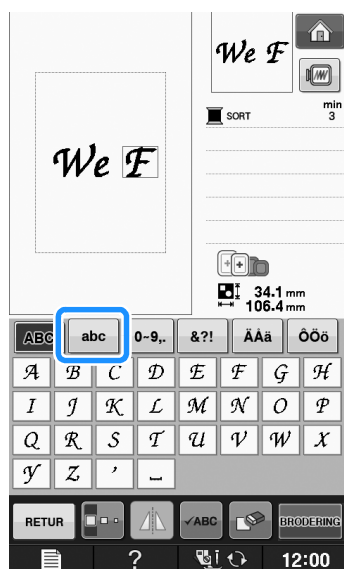 We F
SORT
min
3
We F
34.1 mm
106.4 mm
ABC abc 0~9,. &?! ÄÅä ÔÖö
A B C D E F G H
I J K L M N O P
Q R S T U V W X
Y Z ’ ⎵
RETUR ✓ABC BRODERING
? 12:00